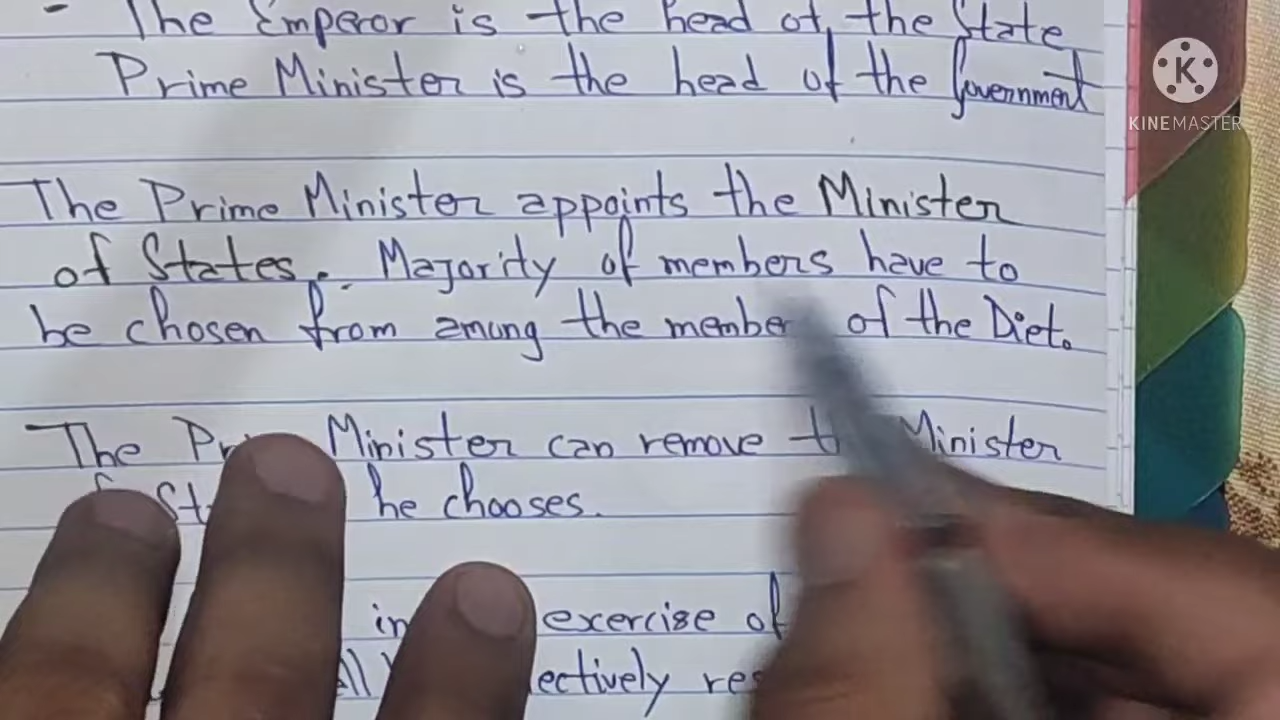 - The Emperor is the head of the State
Prime Minister is the head of the Government
K
KINEMASTER
The Prime Minister appoints the Minister
of States. Majority of members have to
be chosen from among the member of the Diet.
The Minister can remove Minister
he chooses.
exercise of